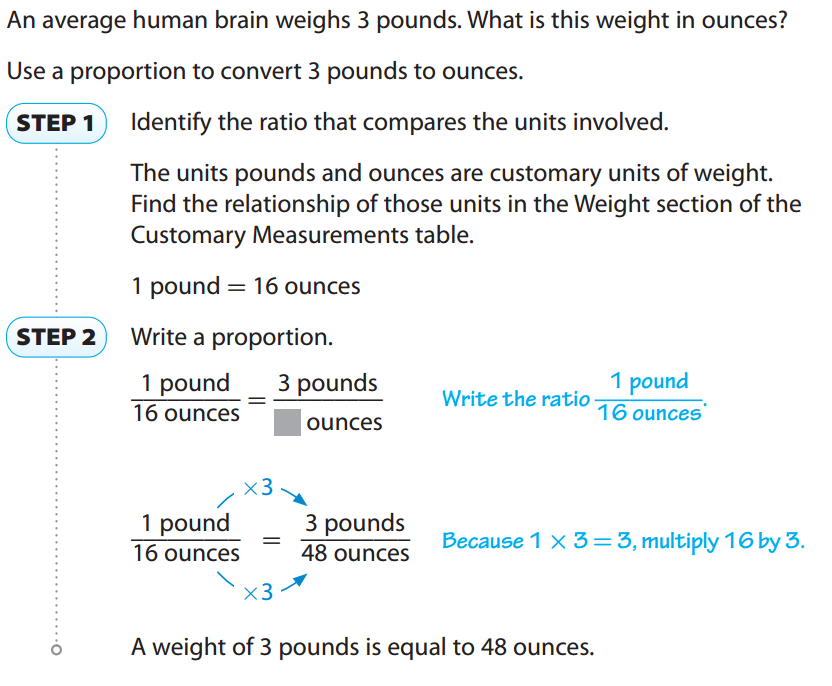 An average human brain weighs 3 pounds. What is this weight in ounces?
Use a proportion to convert 3 pounds to ounces.
STEP 1 Identify the ratio that compares the units involved.
The units pounds and ounces are customary units of weight.
Find the relationship of those units in the Weight section of the
Customary Measurements table.
1 pound = 16 ounces
STEP 2 Write a proportion.
1 pound/16 ounces = 3 pounds/ ounces Write the ratio 1 pound/16 ounces.
×3
1 pound/16 ounces = 3 pounds/48 ounces Because 1 × 3 = 3, multiply 16 by 3.
×3
A weight of 3 pounds is equal to 48 ounces.